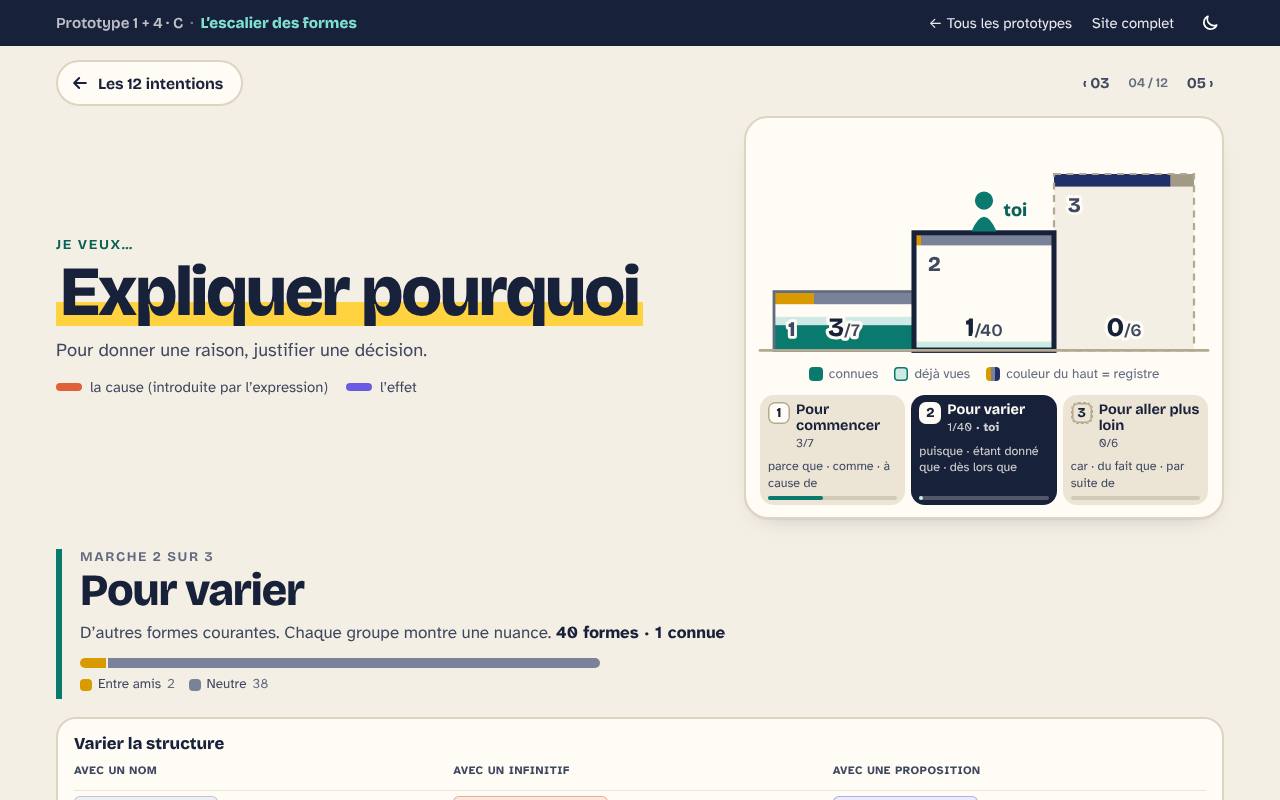 Prototype 1 + 4 · C · L'escalier des formes
← Tous les prototypes
Site complet
← Les 12 intentions
‹ 03
04 / 12
05 ›
JE VEUX…
Expliquer pourquoi
Pour donner une raison, justifier une décision.
la cause (introduite par l'expression)
l'effet
toi
1
3/7
2
1/40
3
0/6
connues
déjà vues
couleur du haut = registre
1
Pour
commencer
3/7
parce que · comme · à
cause de
2
Pour varier
1/40 · toi
puisque · étant donné
que · dès lors que
3
Pour aller plus
loin
0/6
car · du fait que · par
suite de
MARCHE 2 SUR 3
Pour varier
D'autres formes courantes. Chaque groupe montre une nuance. 40 formes · 1 connue
Entre amis 2
Neutre 38
Varier la structure
AVEC UN NOM
AVEC UN INFINITIF
AVEC UNE PROPOSITION